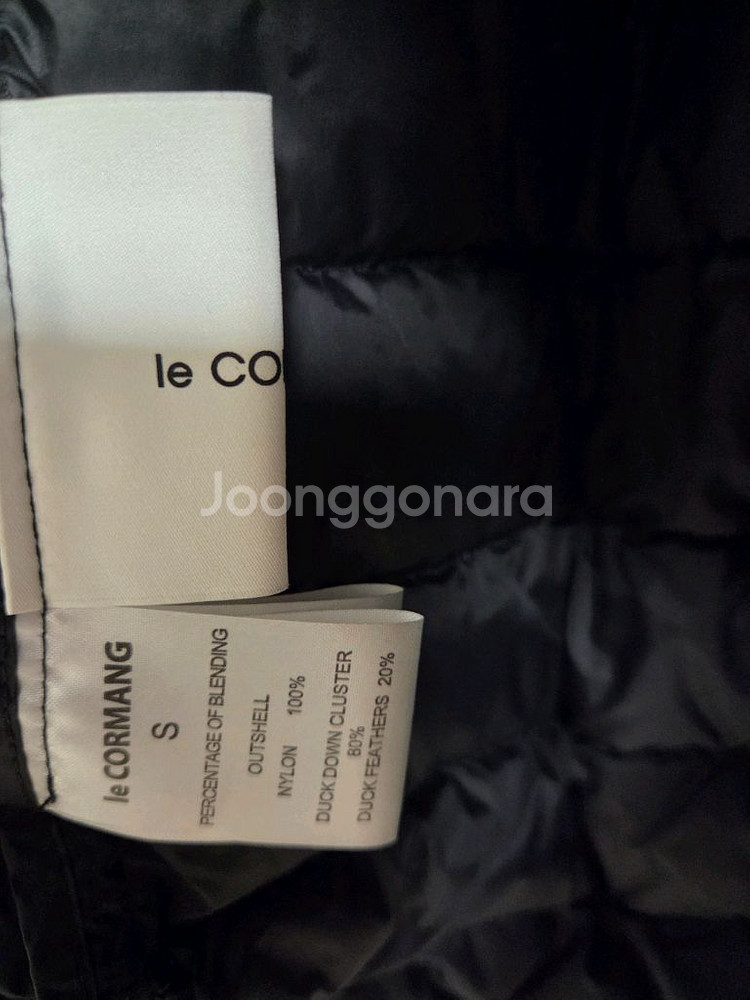 le CO
Joonggonara
le CORMANG
S
PERCENTAGE OF BLENDING
OUTSHELL
NYLON 100%
DUCK DOWN CLUSTER
80%
DUCK FEATHERS 20%